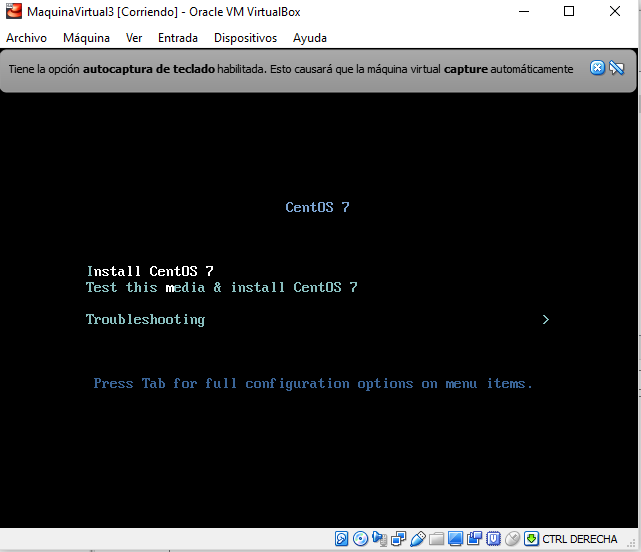 MaquinaVirtual3 [Corriendo] - Oracle VM VirtualBox
Archivo Máquina Ver Entrada Dispositivos Ayuda
Tiene la opción autocaptura de teclado habilitada. Esto causará que la máquina virtual capture automáticamente
CentOS 7
Install CentOS 7
Test this media & install CentOS 7
Troubleshooting >
Press Tab for full configuration options on menu items.
CTRL DERECHA